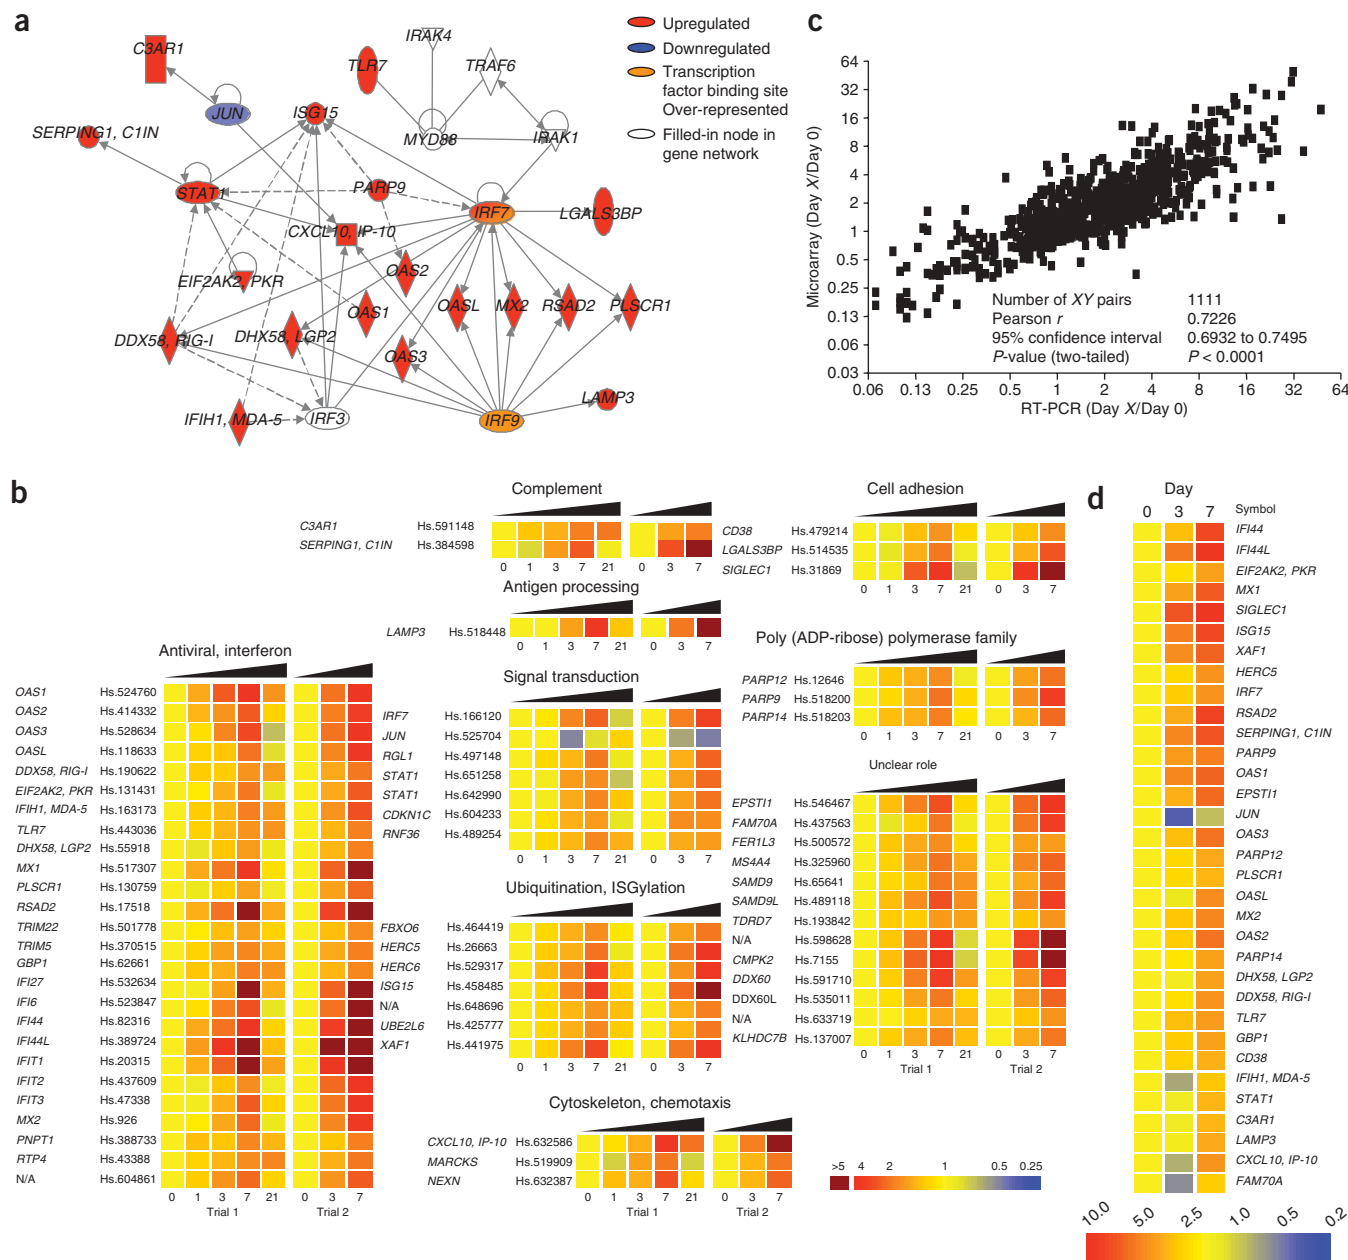 a
Upregulated
Downregulated
Transcription
factor binding site
Over-represented
Filled-in node in
gene network
C3AR1
JUN
SERPING1, C1IN
ISG15
TLR7
IRAK4
TRAF6
MYD88
IRAK1
STAT1
PARP9
IRF7
LGALS3BP
CXCL10, IP-10
EIF2AK2, PKR
OAS2
OAS1
OASL
MX2
RSAD2
PLSCR1
DDX58, RIG-I
DHX58, LGP2
OAS3
IFIH1, MDA-5
IRF3
IRF9
LAMP3
c
Microarray (Day X/Day 0)
64
32
16
8
4
2
1
0.5
0.25
0.13
0.06
0.03
Number of XY pairs 1111
Pearson r 0.7226
95% confidence interval 0.6932 to 0.7495
P-value (two-tailed) P < 0.0001
0.06 0.13 0.25 0.5 1 2 4 8 16 32 64
RT-PCR (Day X/Day 0)
b
Antiviral, interferon
OAS1 Hs.524760
OAS2 Hs.414332
OAS3 Hs.528634
OASL Hs.118633
DDX58, RIG-I Hs.190622
EIF2AK2, PKR Hs.131431
IFIH1, MDA-5 Hs.163173
TLR7 Hs.443036
DHX58, LGP2 Hs.55918
MX1 Hs.517307
PLSCR1 Hs.130759
RSAD2 Hs.17518
TRIM22 Hs.501778
TRIM5 Hs.370515
GBP1 Hs.62661
IFI27 Hs.532634
IFI6 Hs.523847
IFI44 Hs.82316
IFI44L Hs.389724
IFIT1 Hs.20315
IFIT2 Hs.437609
IFIT3 Hs.47338
MX2 Hs.926
PNPT1 Hs.388733
RTP4 Hs.43388
N/A Hs.604861
0 1 3 7 21 0 3 7
Trial 1 Trial 2
Complement
C3AR1 Hs.591148
SERPING1, C1IN Hs.384598
0 1 3 7 21 0 3 7
Antigen processing
LAMP3 Hs.518448
0 1 3 7 21 0 3 7
Signal transduction
IRF7 Hs.166120
JUN Hs.525704
RGL1 Hs.497148
STAT1 Hs.651258
STAT1 Hs.642990
CDKN1C Hs.604233
RNF36 Hs.489254
0 1 3 7 21 0 3 7
Ubiquitination, ISGylation
FBXO6 Hs.464419
HERC5 Hs.26663
HERC6 Hs.529317
ISG15 Hs.458485
N/A Hs.648696
UBE2L6 Hs.425777
XAF1 Hs.441975
0 1 3 7 21 0 3 7
Cytoskeleton, chemotaxis
CXCL10, IP-10 Hs.632586
MARCKS Hs.519909
NEXN Hs.632387
0 1 3 7 21 0 3 7
Trial 1 Trial 2
Cell adhesion
CD38 Hs.479214
LGALS3BP Hs.514535
SIGLEC1 Hs.31869
0 1 3 7 21 0 3 7
Poly (ADP-ribose) polymerase family
PARP12 Hs.12646
PARP9 Hs.518200
PARP14 Hs.518203
0 1 3 7 21 0 3 7
Unclear role
EPSTI1 Hs.546467
FAM70A Hs.437563
FER1L3 Hs.500572
MS4A4 Hs.325960
SAMD9 Hs.65641
SAMD9L Hs.489118
TDRD7 Hs.193842
N/A Hs.598628
CMPK2 Hs.7155
DDX60 Hs.591710
DDX60L Hs.535011
N/A Hs.633719
KLHDC7B Hs.137007
0 1 3 7 21 0 3 7
Trial 1 Trial 2
>5 4 2 1 0.5 0.25
d
Day
0 3 7 Symbol
IFI44
IFI44L
EIF2AK2, PKR
MX1
SIGLEC1
ISG15
XAF1
HERC5
IRF7
RSAD2
SERPING1, C1IN
PARP9
OAS1
EPSTI1
JUN
OAS3
PARP12
PLSCR1
OASL
MX2
OAS2
PARP14
DHX58, LGP2
DDX58, RIG-I
TLR7
GBP1
CD38
IFIH1, MDA-5
STAT1
C3AR1
LAMP3
CXCL10, IP-10
FAM70A
10.0 5.0 2.5 1.0 0.5 0.2